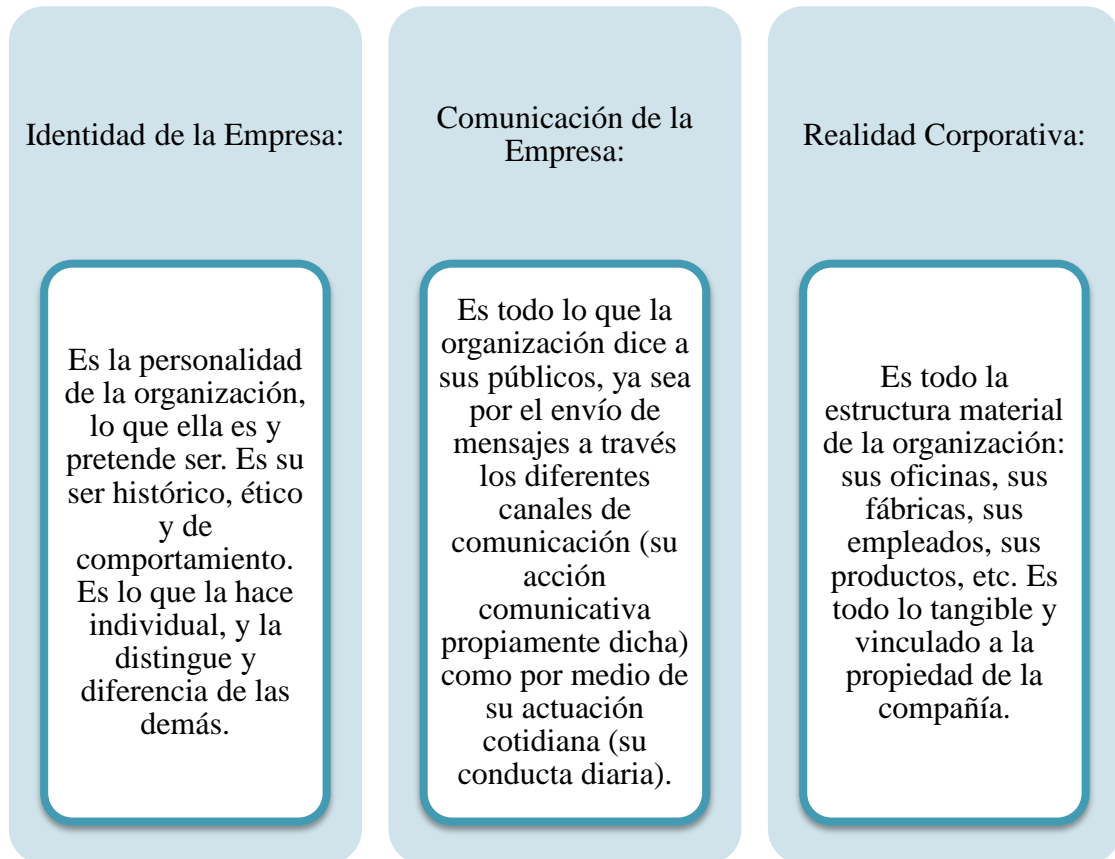 Identidad de la Empresa:
Es la personalidad
de la organización,
lo que ella es y
pretende ser. Es su
ser histórico, ético
y de
comportamiento.
Es lo que la hace
individual, y la
distingue y
diferencia de las
demás.
Comunicación de la
Empresa:
Es todo lo que la
organización dice a
sus públicos, ya sea
por el envío de
mensajes a través
los diferentes
canales de
comunicación (su
acción
comunicativa
propiamente dicha)
como por medio de
su actuación
cotidiana (su
conducta diaria).
Realidad Corporativa:
Es todo la
estructura material
de la organización:
sus oficinas, sus
fábricas, sus
empleados, sus
productos, etc. Es
todo lo tangible y
vinculado a la
propiedad de la
compañía.